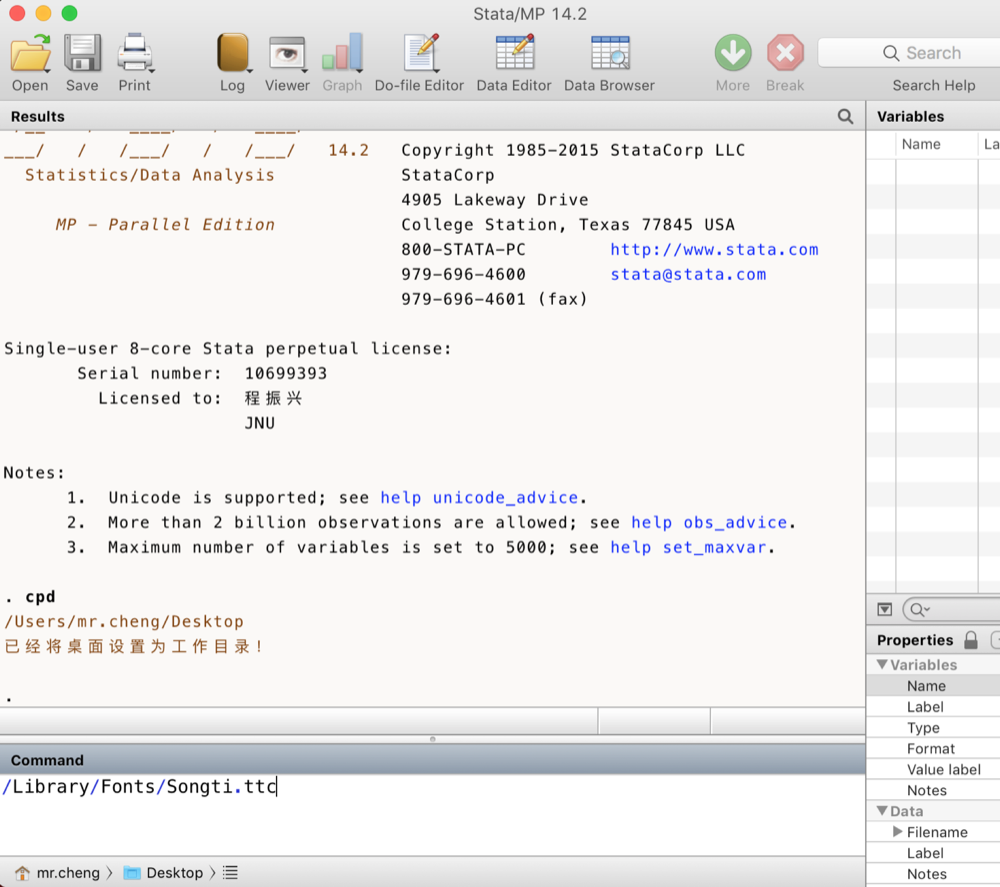 Stata/MP 14.2
Open Save Print Log Viewer Graph Do-file Editor Data Editor Data Browser More Break Search Help
Search
Results
___/ / /___/ / /___/ 14.2 Copyright 1985-2015 StataCorp LLC
Statistics/Data Analysis StataCorp
4905 Lakeway Drive
MP - Parallel Edition College Station, Texas 77845 USA
800-STATA-PC http://www.stata.com
979-696-4600 stata@stata.com
979-696-4601 (fax)
Single-user 8-core Stata perpetual license:
Serial number: 10699393
Licensed to: 程振兴
JNU
Notes:
1. Unicode is supported; see help unicode_advice.
2. More than 2 billion observations are allowed; see help obs_advice.
3. Maximum number of variables is set to 5000; see help set_maxvar.
. cpd
/Users/mr.cheng/Desktop
已经将桌面设置为工作目录！
.
Command
/Library/Fonts/Songti.ttc
mr.cheng 〉 Desktop 〉
Variables
Name La
Properties
Variables
Name
Label
Type
Format
Value label
Notes
Data
Filename
Label
Notes